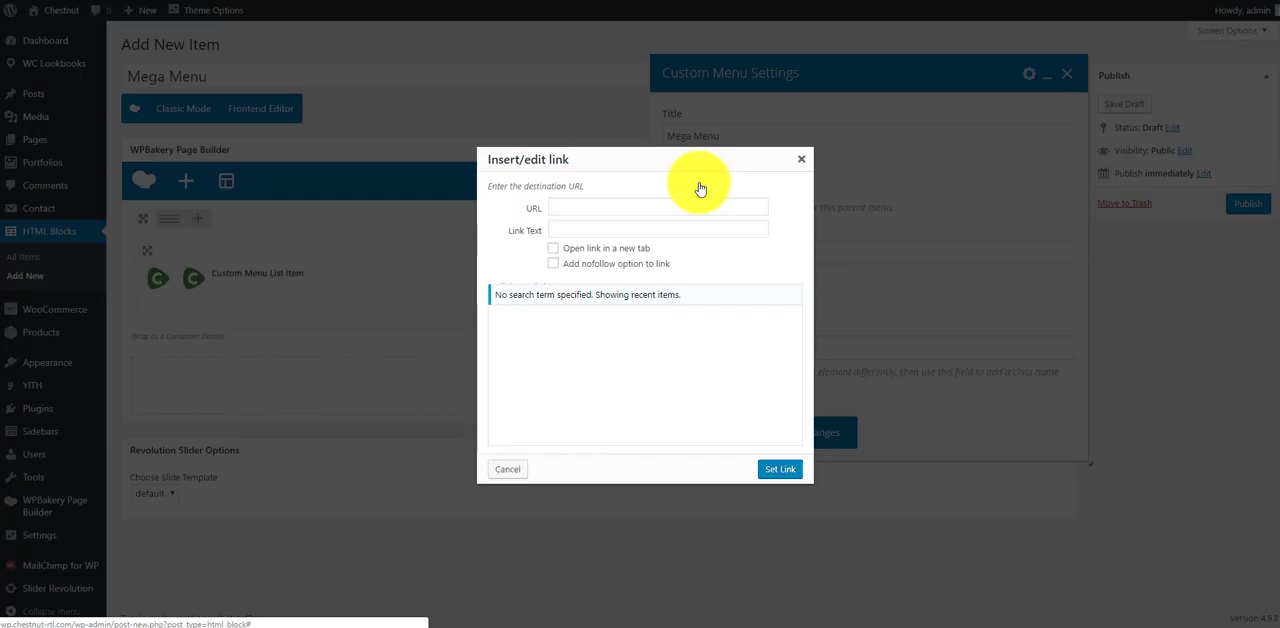 Chestnut 0 New Theme Options Howdy, admin
Screen Options
Dashboard
WC Lookbooks
Posts
Media
Pages
Portfolios
Comments
Contact
HTML Blocks
All Items
Add New
WooCommerce
Products
Appearance
YITH
Plugins
Sidebars
Users
Tools
WPBakery Page
Builder
Settings
MailChimp for WP
Slider Revolution
Collapse menu
Add New Item
Mega Menu
Classic Mode Frontend Editor
WPBakery Page Builder
Custom Menu List Item
Revolution Slider Options
Choose Slide Template
default
Custom Menu Settings
Title
Mega Menu
this parent menu.
element differently, then use this field to add a class name
anges
Insert/edit link
Enter the destination URL
URL
Link Text
Open link in a new tab
Add nofollow option to link
No search term specified. Showing recent items.
Cancel Set Link
Publish
Save Draft
Status: Draft Edit
Visibility: Public Edit
Publish immediately Edit
Move to Trash Publish
wp.chestnut-rtl.com/wp-admin/post-new.php?post_type=html_block#
Version 4.9.8